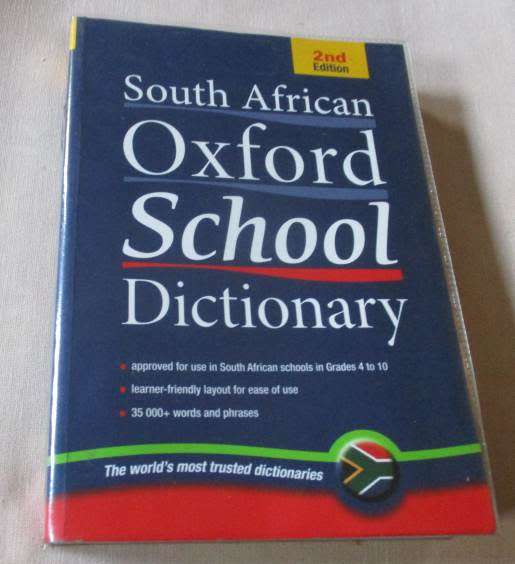 2nd
Edition
South African
Oxford
School
Dictionary
approved for use in South African schools in Grades 4 to 10
learner-friendly layout for ease of use
35 000+ words and phrases
The world's most trusted dictionaries